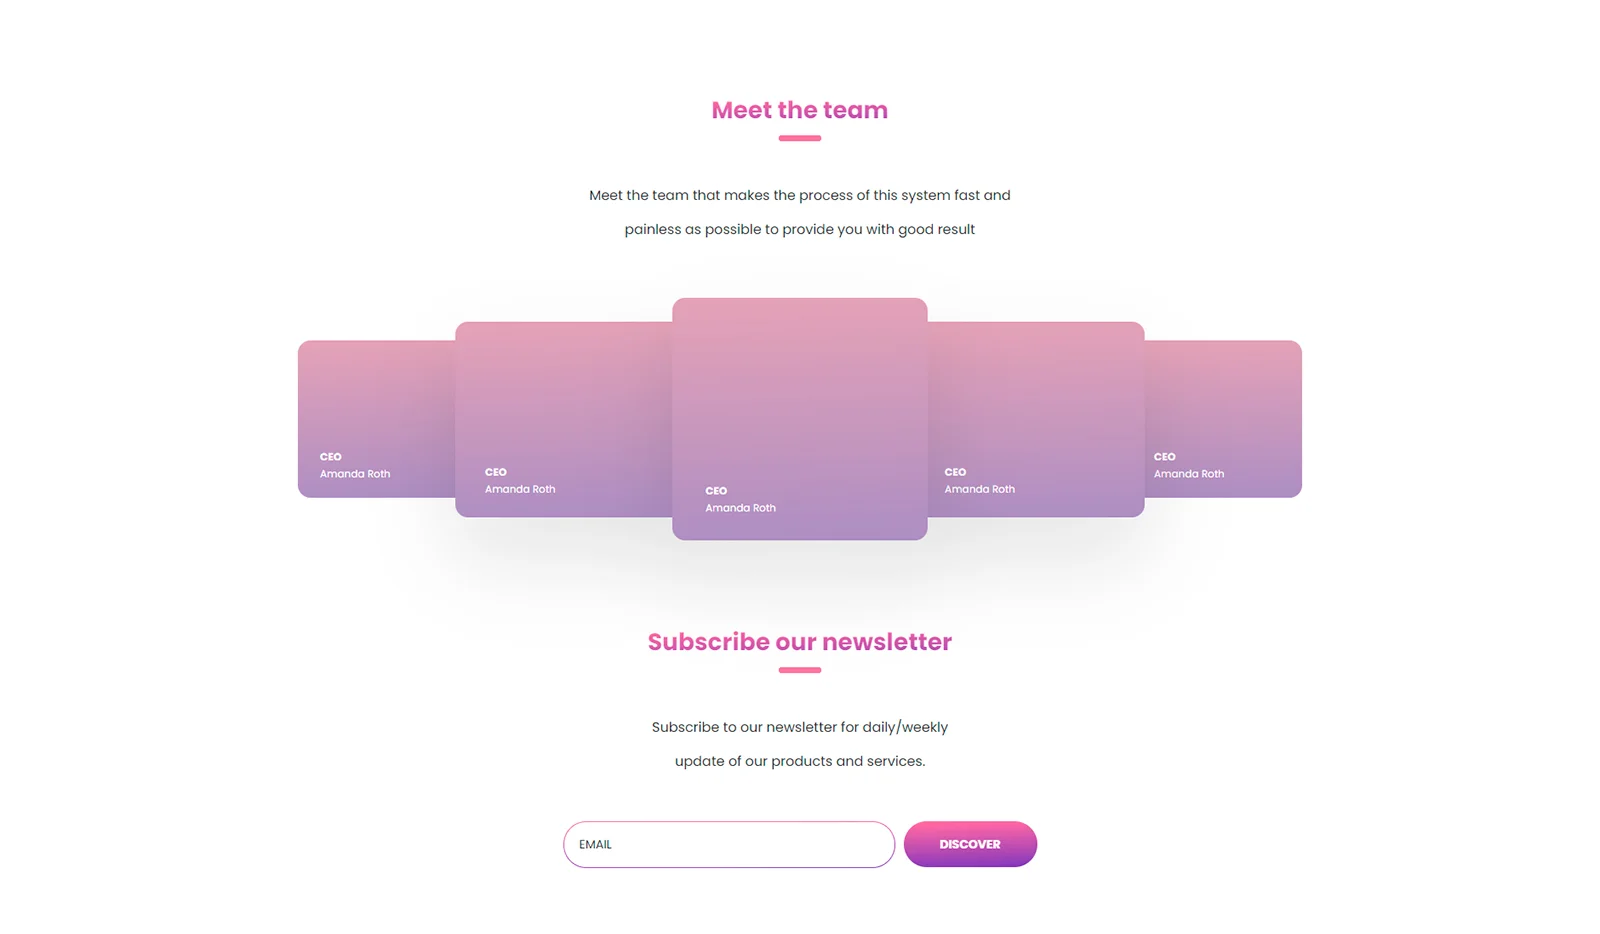 Meet the team
Meet the team that makes the process of this system fast and
painless as possible to provide you with good result
CEO
Amanda Roth
CEO
Amanda Roth
CEO
Amanda Roth
CEO
Amanda Roth
CEO
Amanda Roth
Subscribe our newsletter
Subscribe to our newsletter for daily/weekly
update of our products and services.
EMAIL
DISCOVER